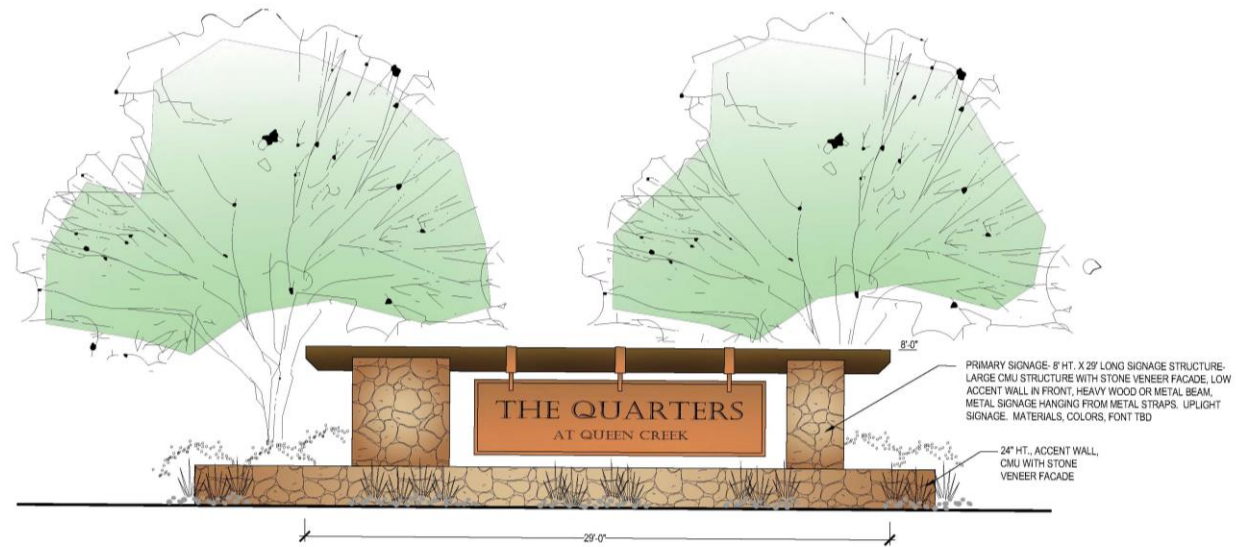 8'-0"
PRIMARY SIGNAGE- 8' HT. X 29' LONG SIGNAGE STRUCTURE-
LARGE CMU STRUCTURE WITH STONE VENEER FACADE, LOW
ACCENT WALL IN FRONT, HEAVY WOOD OR METAL BEAM,
METAL SIGNAGE HANGING FROM METAL STRAPS. UPLIGHT
SIGNAGE. MATERIALS, COLORS, FONT TBD
THE QUARTERS
AT QUEEN CREEK
24" HT., ACCENT WALL,
CMU WITH STONE
VENEER FACADE
29'-0"